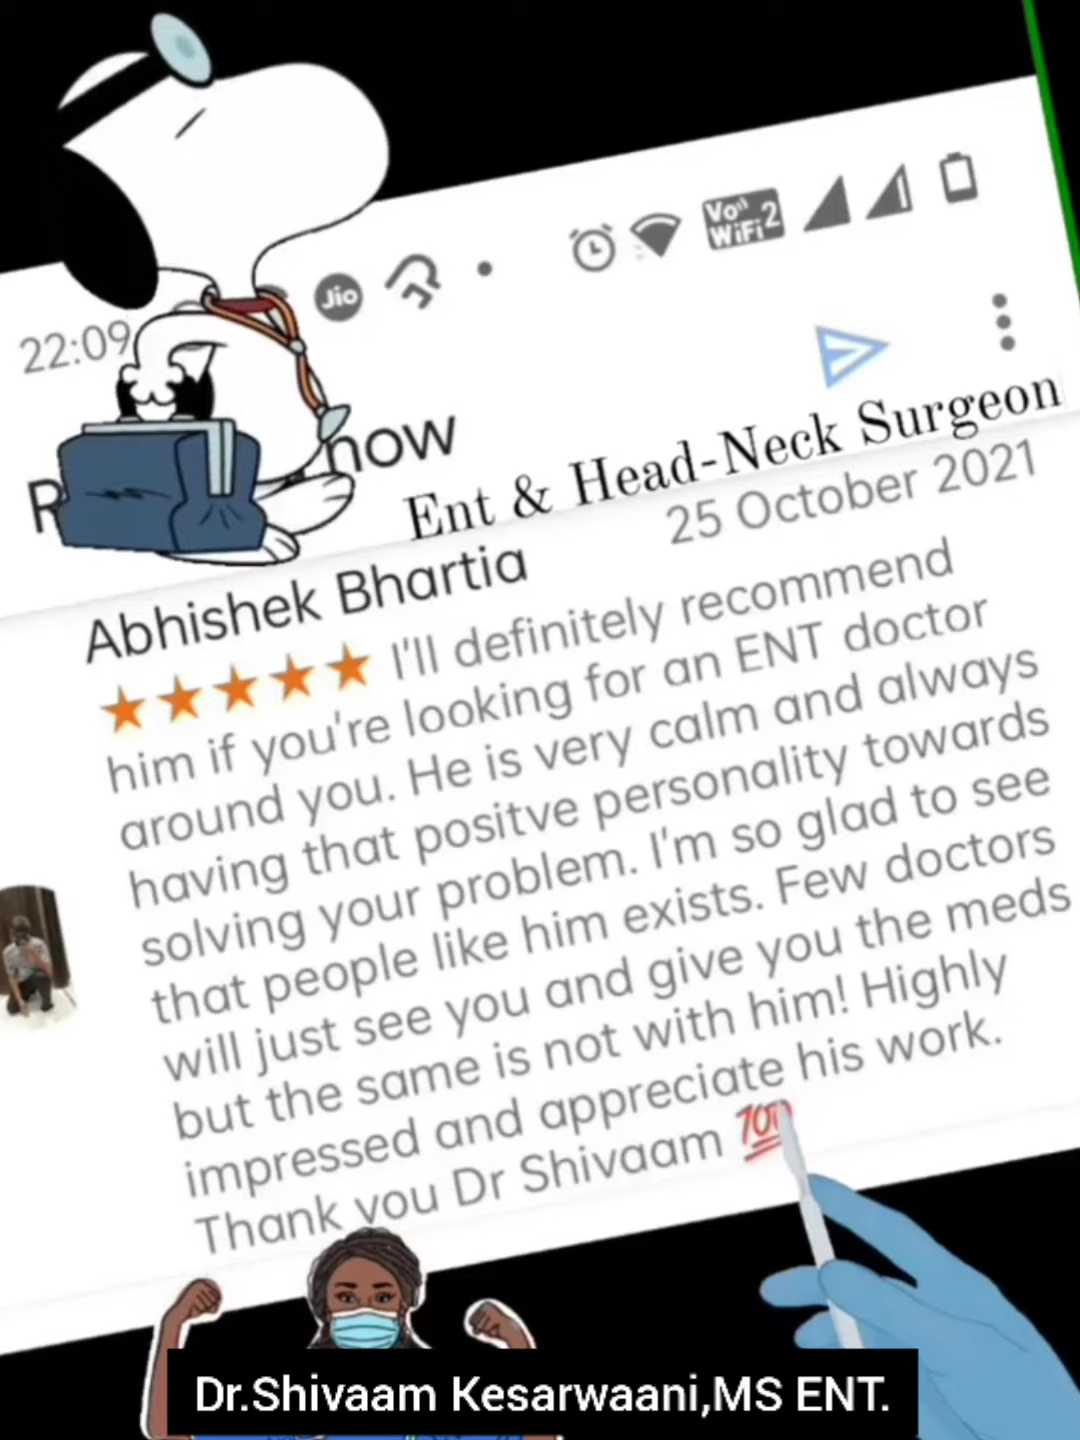 22:09
Jio
Vo WiFi 2
Ent & Head-Neck Surgeon
25 October 2021
Abhishek Bhartia
I'll definitely recommend
him if you're looking for an ENT doctor
around you. He is very calm and always
having that positve personality towards
solving your problem. I'm so glad to see
that people like him exists. Few doctors
will just see you and give you the meds
but the same is not with him! Highly
impressed and appreciate his work.
Thank you Dr Shivaam 💯
Dr.Shivaam Kesarwaani,MS ENT.